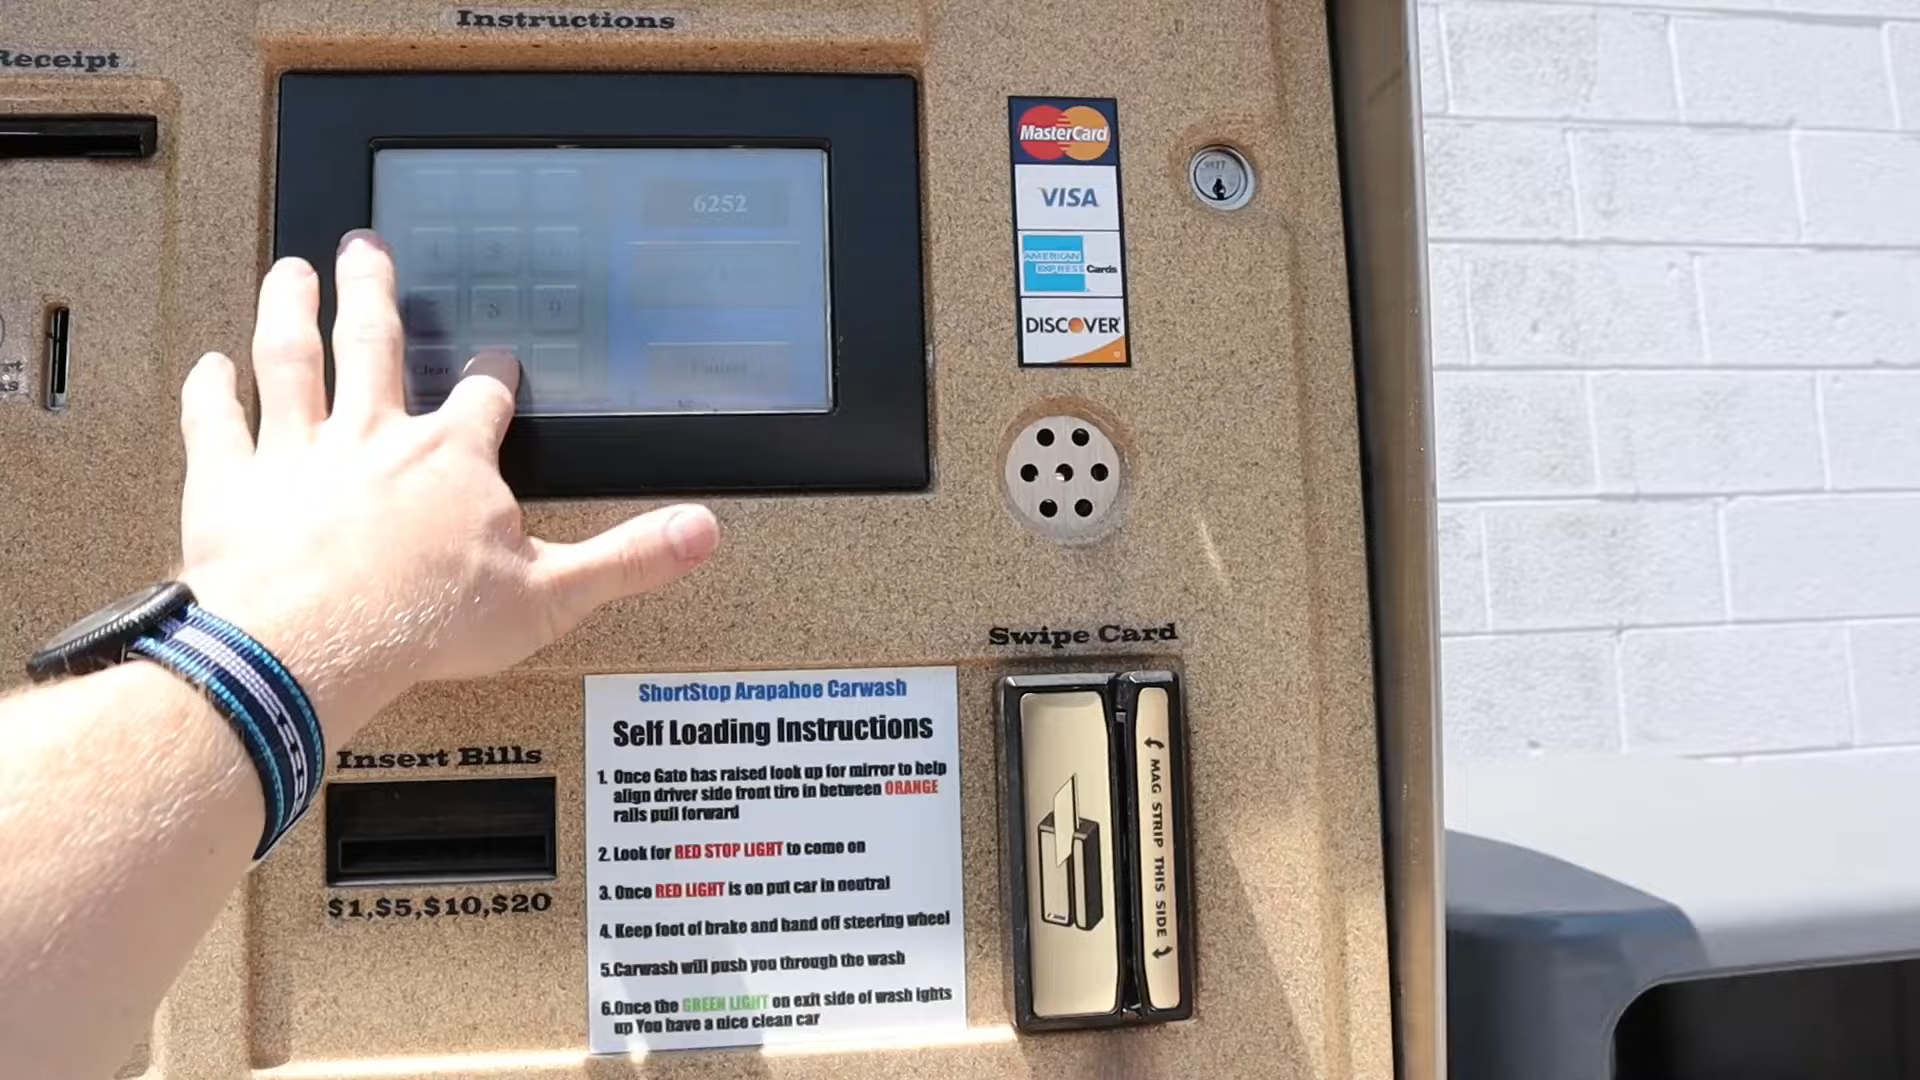 Instructions
Receipt
6252
8 9
Clear
MasterCard
VISA
AMERICAN
EXPRESS Cards
DISCOVER
9877
Swipe Card
MAG STRIP THIS SIDE
Insert Bills
$1,$5,$10,$20
ShortStop Arapahoe Carwash
Self Loading Instructions
1. Once Gate has raised look up for mirror to help
align driver side front tire in between ORANGE
rails pull forward
2. Look for RED STOP LIGHT to come on
3. Once RED LIGHT is on put car in neutral
4. Keep foot of brake and hand off steering wheel
5.Carwash will push you through the wash
6.Once the GREEN LIGHT on exit side of wash ights
up You have a nice clean car